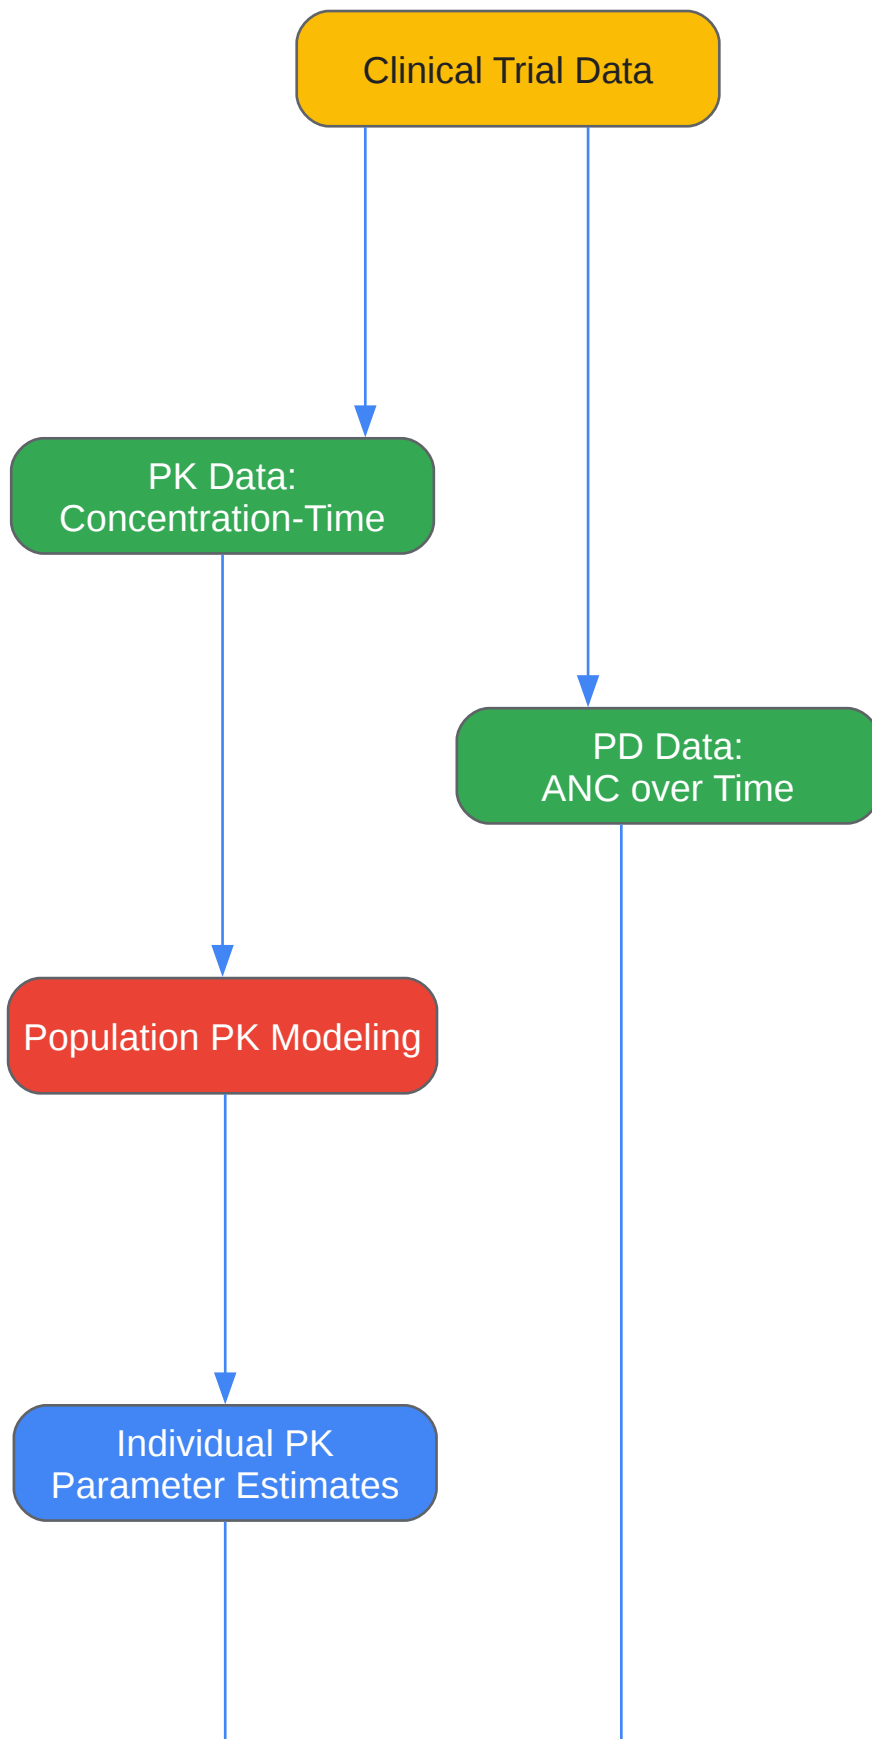 Clinical Trial Data
PK Data:
Concentration-Time
PD Data:
ANC over Time
Population PK Modeling
Individual PK
Parameter Estimates